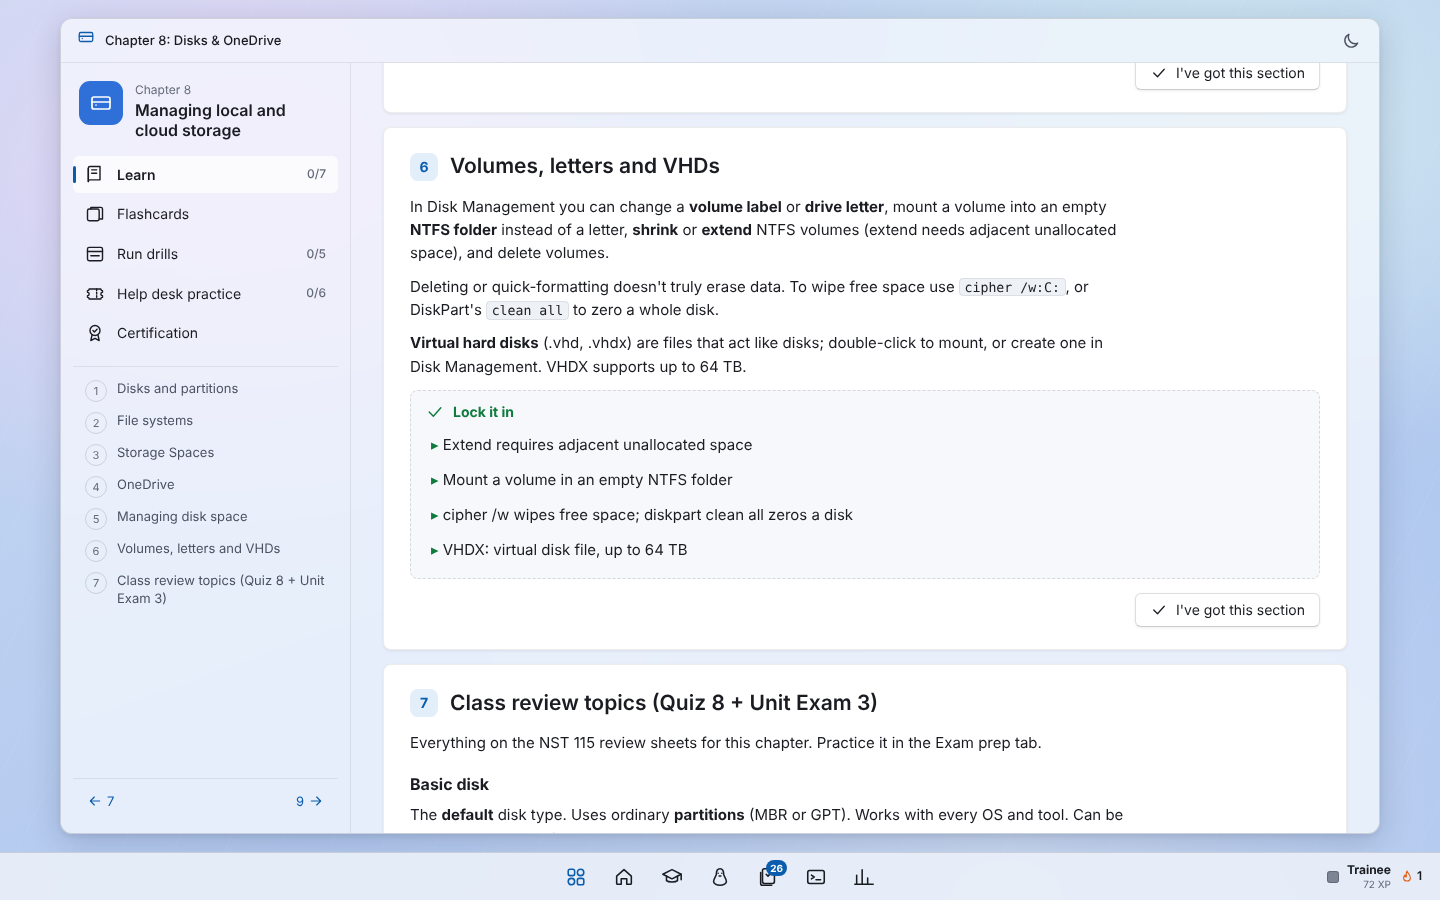 Chapter 8: Disks & OneDrive
Chapter 8
Managing local and
cloud storage
Learn 0/7
Flashcards
Run drills 0/5
Help desk practice 0/6
Certification
1 Disks and partitions
2 File systems
3 Storage Spaces
4 OneDrive
5 Managing disk space
6 Volumes, letters and VHDs
7 Class review topics (Quiz 8 + Unit
Exam 3)
← 7
9 →
I've got this section
6 Volumes, letters and VHDs
In Disk Management you can change a volume label or drive letter, mount a volume into an empty
NTFS folder instead of a letter, shrink or extend NTFS volumes (extend needs adjacent unallocated
space), and delete volumes.
Deleting or quick-formatting doesn't truly erase data. To wipe free space use cipher /w:C:, or
DiskPart's clean all to zero a whole disk.
Virtual hard disks (.vhd, .vhdx) are files that act like disks; double-click to mount, or create one in
Disk Management. VHDX supports up to 64 TB.
Lock it in
▸ Extend requires adjacent unallocated space
▸ Mount a volume in an empty NTFS folder
▸ cipher /w wipes free space; diskpart clean all zeros a disk
▸ VHDX: virtual disk file, up to 64 TB
I've got this section
7 Class review topics (Quiz 8 + Unit Exam 3)
Everything on the NST 115 review sheets for this chapter. Practice it in the Exam prep tab.
Basic disk
The default disk type. Uses ordinary partitions (MBR or GPT). Works with every OS and tool. Can be
26
Trainee
72 XP
1